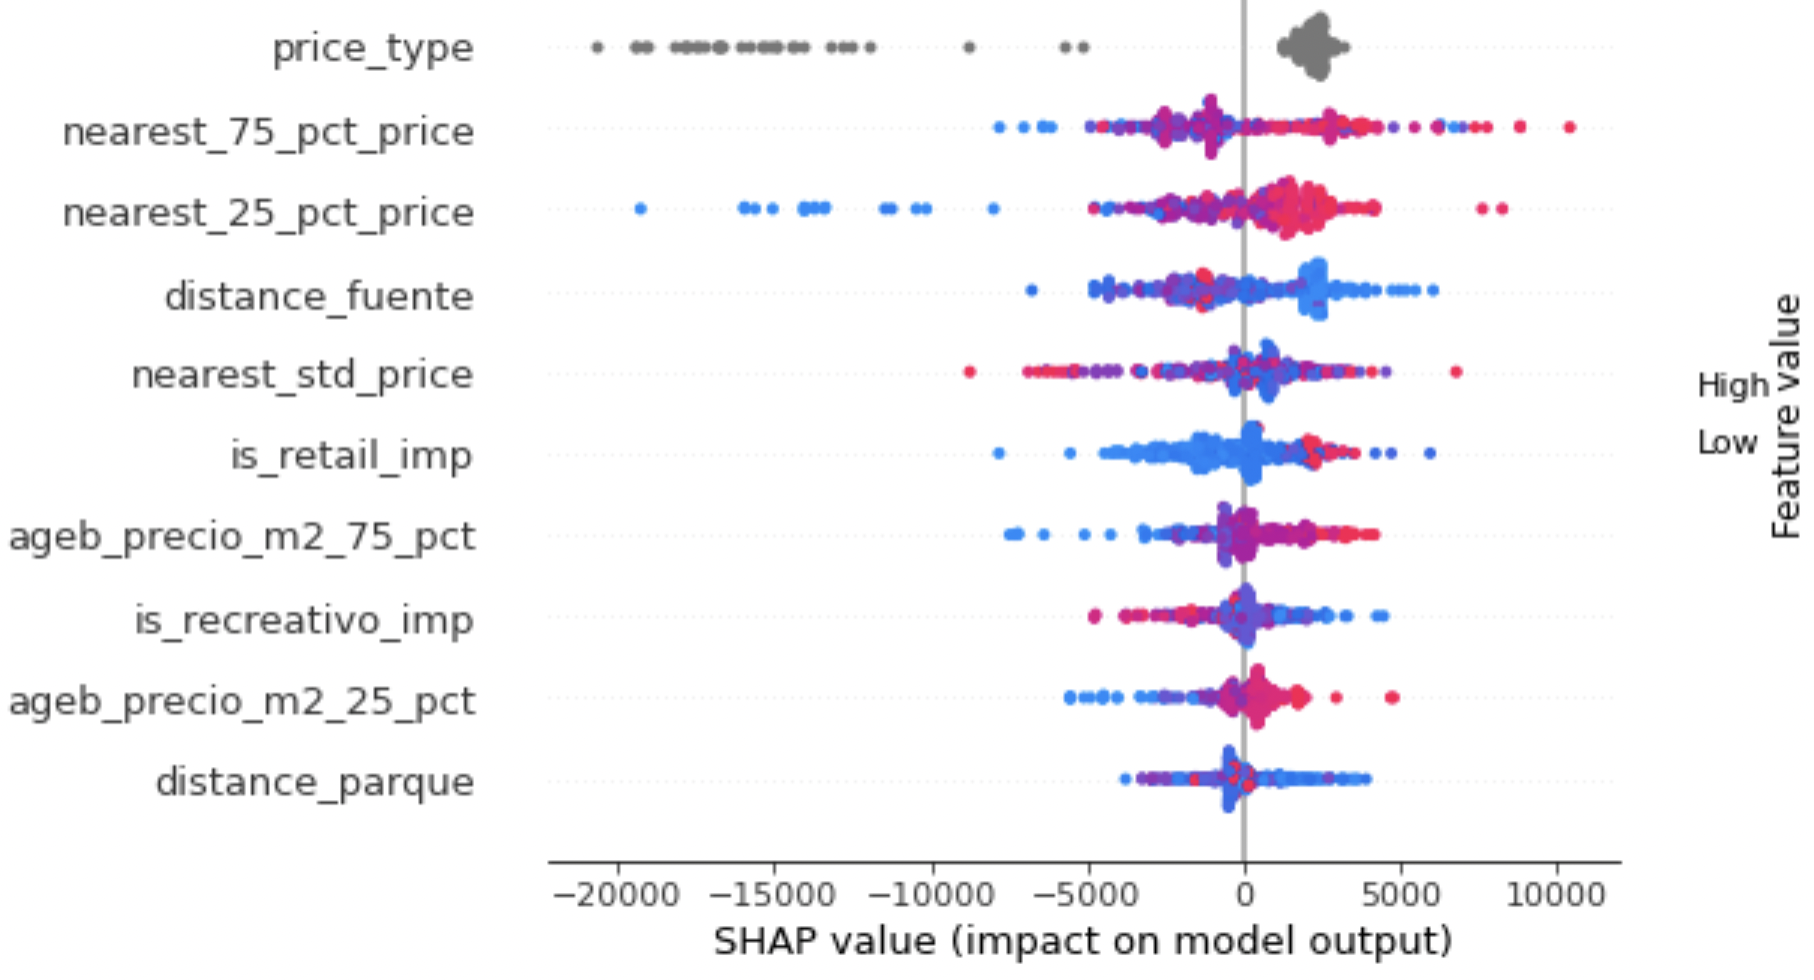 price_type
nearest_75_pct_price
nearest_25_pct_price
distance_fuente
nearest_std_price
is_retail_imp
ageb_precio_m2_75_pct
is_recreativo_imp
ageb_precio_m2_25_pct
distance_parque
−20000 −15000 −10000 −5000 0 5000 10000
SHAP value (impact on model output)
High
Low
Feature value